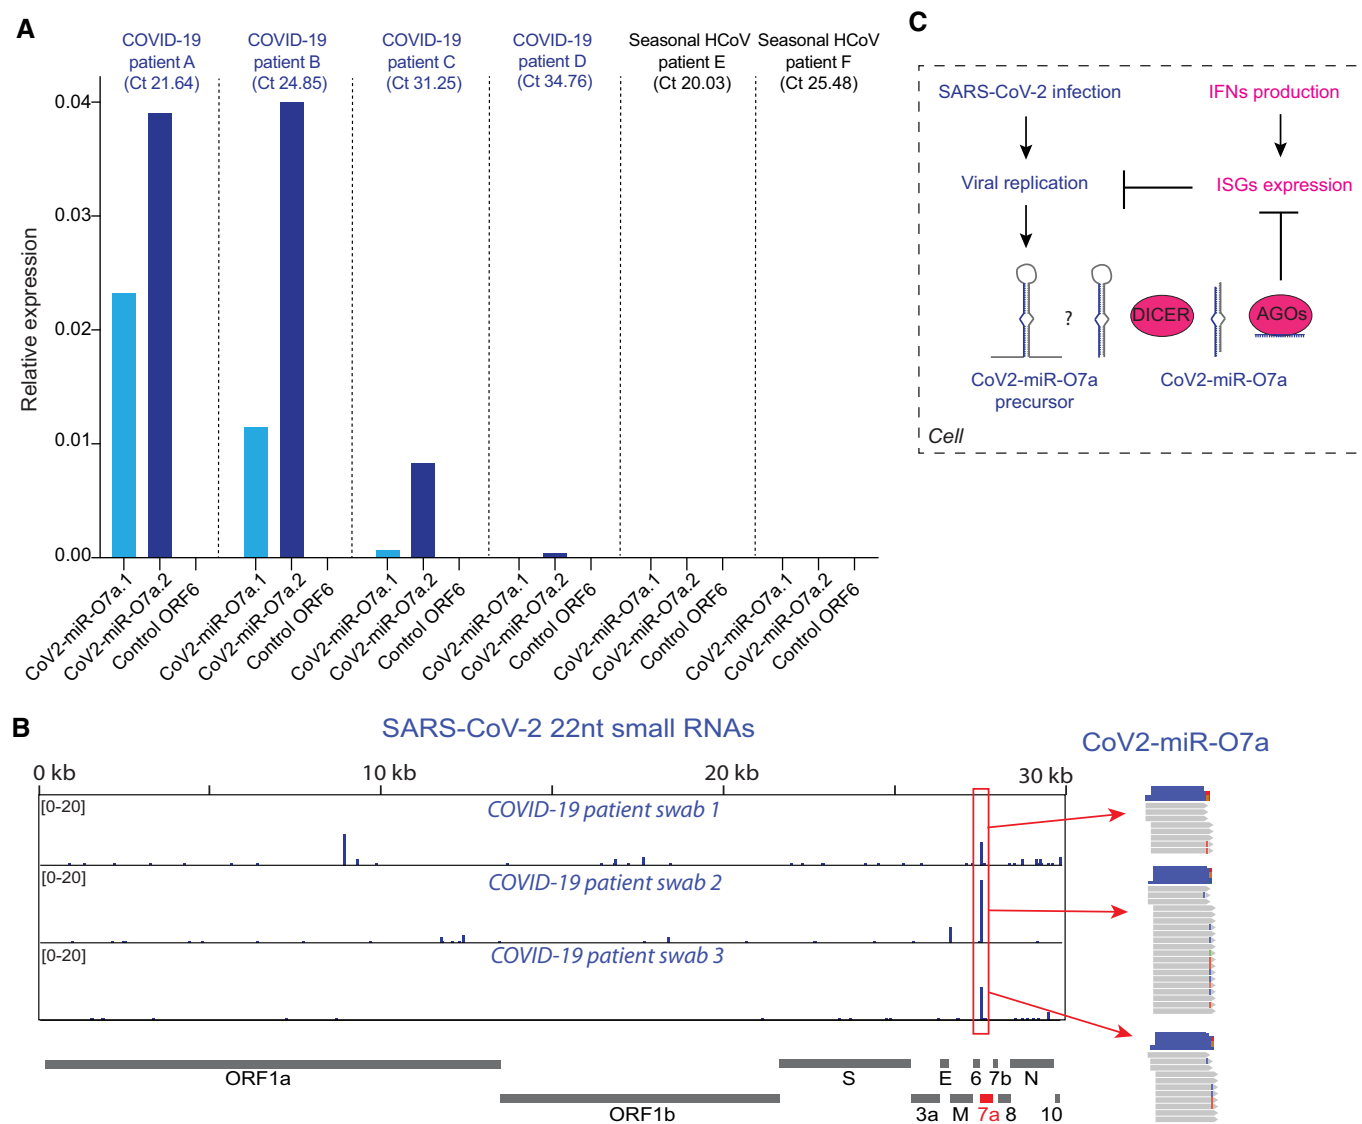 A
COVID-19
patient A
(Ct 21.64)
COVID-19
patient B
(Ct 24.85)
COVID-19
patient C
(Ct 31.25)
COVID-19
patient D
(Ct 34.76)
Seasonal HCoV
patient E
(Ct 20.03)
Seasonal HCoV
patient F
(Ct 25.48)
Relative expression
0.04
0.03
0.02
0.01
0.00
CoV2-miR-O7a.1
CoV2-miR-O7a.2
Control ORF6
CoV2-miR-O7a.1
CoV2-miR-O7a.2
Control ORF6
CoV2-miR-O7a.1
CoV2-miR-O7a.2
Control ORF6
CoV2-miR-O7a.1
CoV2-miR-O7a.2
Control ORF6
CoV2-miR-O7a.1
CoV2-miR-O7a.2
Control ORF6
CoV2-miR-O7a.1
CoV2-miR-O7a.2
Control ORF6
C
SARS-CoV-2 infection
IFNs production
Viral replication
ISGs expression
?
DICER
AGOs
CoV2-miR-O7a
precursor
CoV2-miR-O7a
Cell
B
SARS-CoV-2 22nt small RNAs
CoV2-miR-O7a
0 kb
10 kb
20 kb
30 kb
[0-20]
COVID-19 patient swab 1
[0-20]
COVID-19 patient swab 2
[0-20]
COVID-19 patient swab 3
ORF1a
S
E
6
7b
N
ORF1b
3a
M
7a
8
10